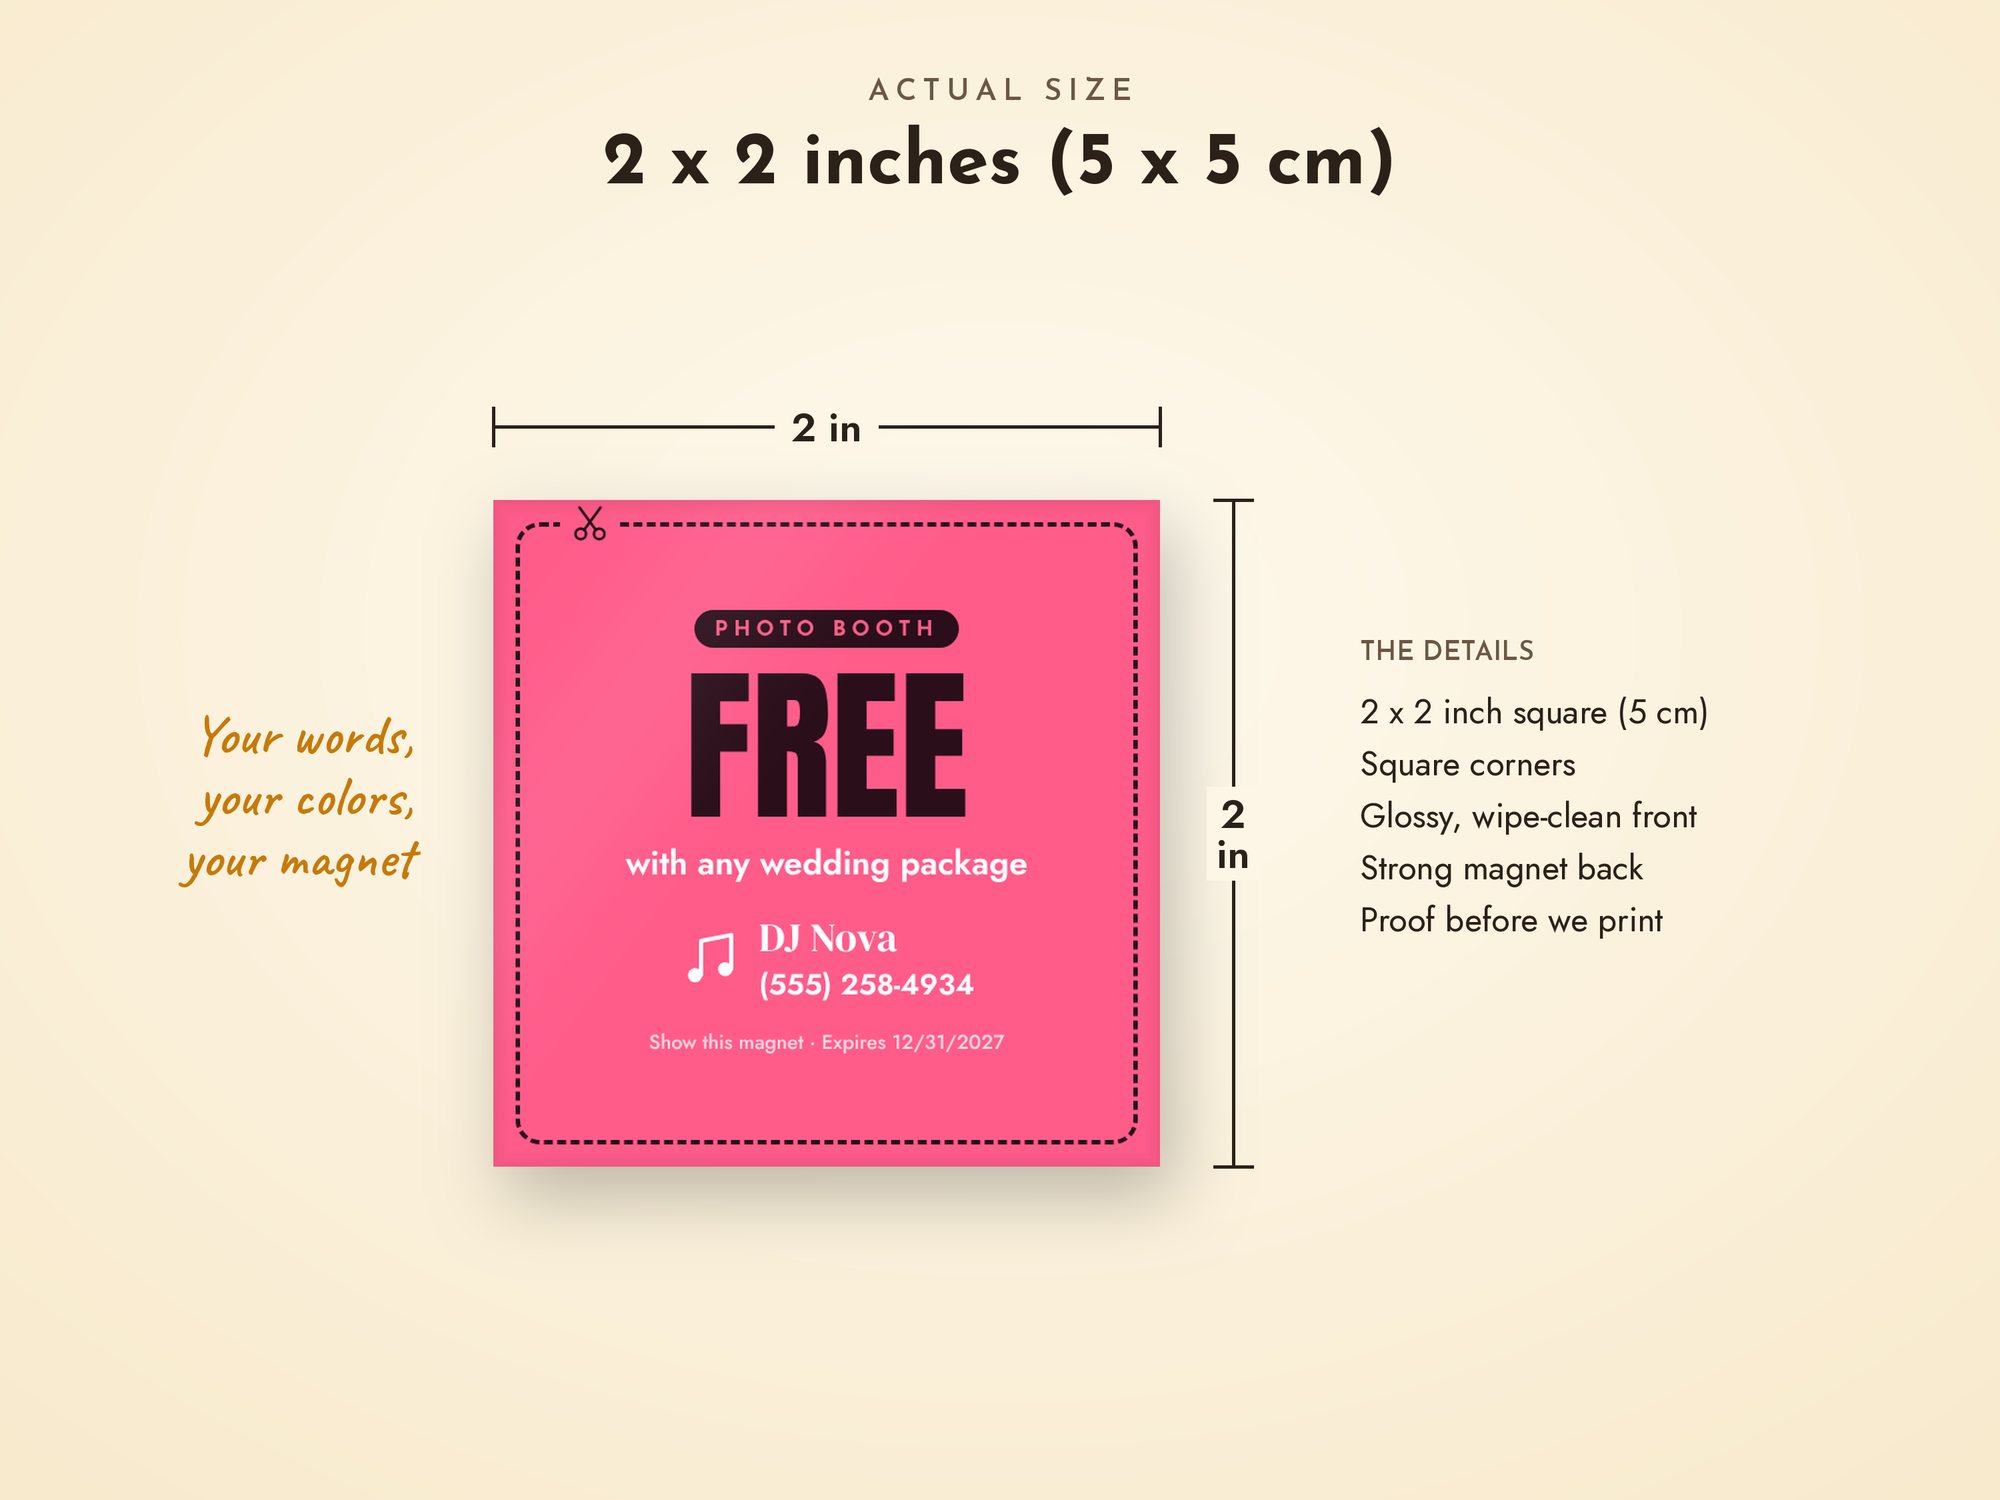 ACTUAL SIZE
2 x 2 inches (5 x 5 cm)
2 in
PHOTO BOOTH
FREE
with any wedding package
DJ Nova
(555) 258-4934
Show this magnet · Expires 12/31/2027
2
in
Your words,
your colors,
your magnet
THE DETAILS
2 x 2 inch square (5 cm)
Square corners
Glossy, wipe-clean front
Strong magnet back
Proof before we print